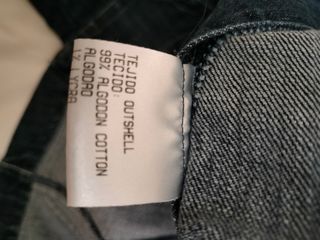 TEJIDO OUTSHELL
TECIDO:
99% ALGODON COTTON
ALGODAO
1% LYCRA